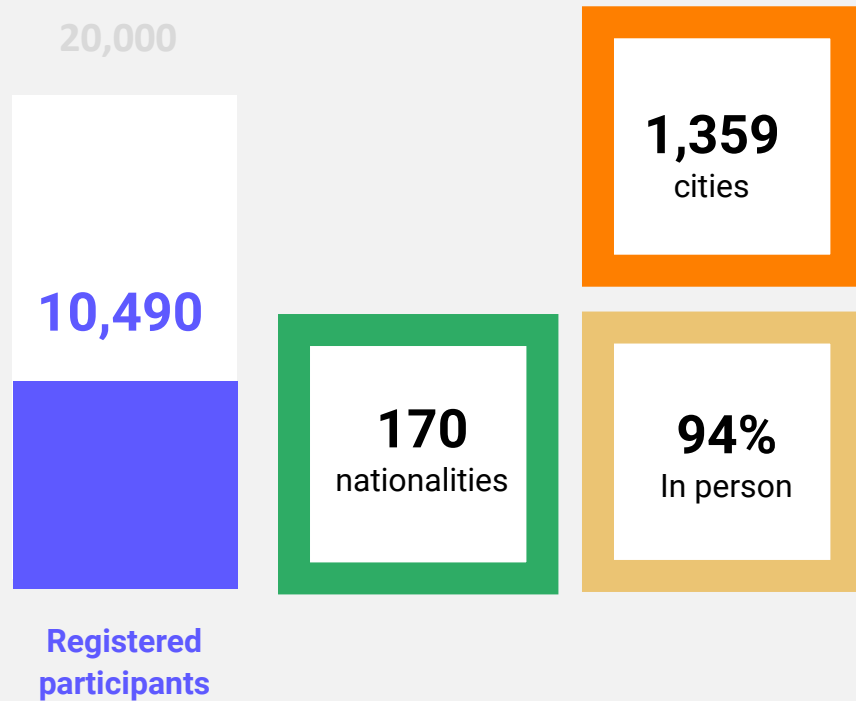 20,000
10,490
Registered
participants
170
nationalities
1,359
cities
94%
In person